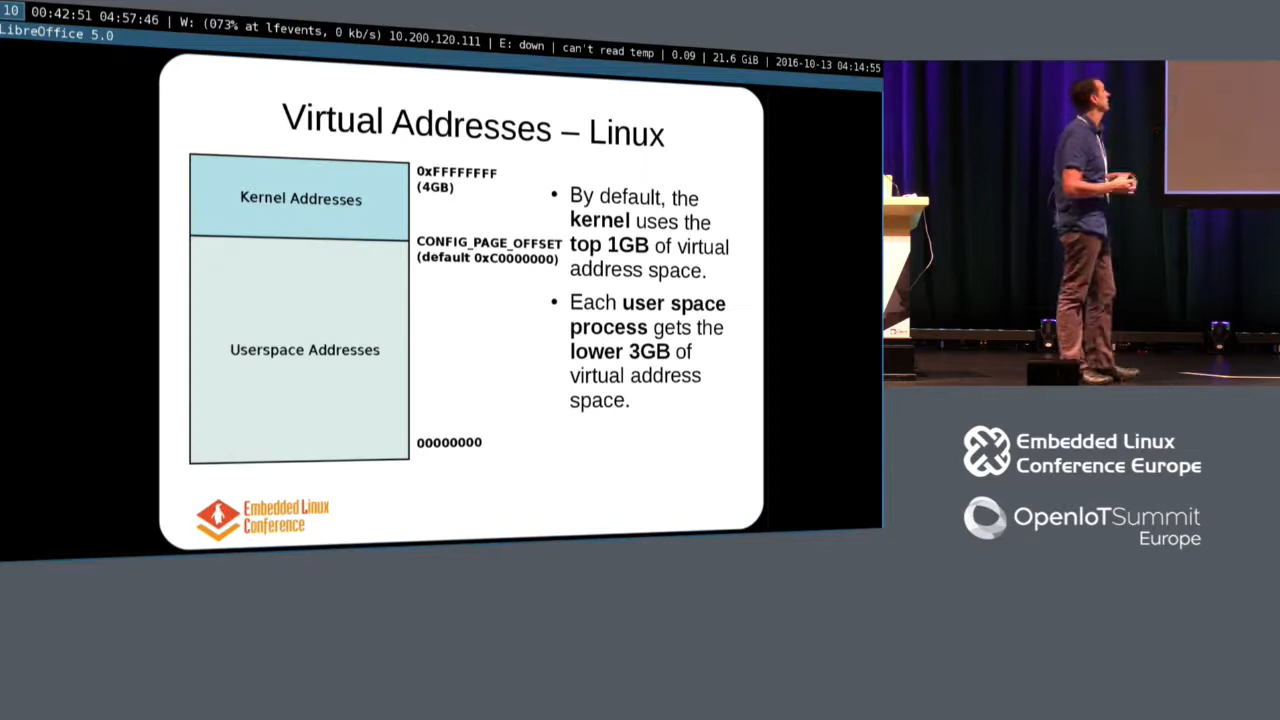 10 00:42:51 04:57:46 | W: (073% at lfevents, 0 kb/s) 10.200.120.111 | E: down | can't read temp | 0.09 | 21.6 GiB | 2016-10-13 04:14:55
LibreOffice 5.0
Virtual Addresses – Linux
Kernel Addresses
0xFFFFFFFF
(4GB)
CONFIG_PAGE_OFFSET
(default 0xC0000000)
Userspace Addresses
00000000
• By default, the
kernel uses the
top 1GB of virtual
address space.
• Each user space
process gets the
lower 3GB of
virtual address
space.
Embedded Linux
Conference
Embedded Linux
Conference Europe
OpenIoTSummit
Europe